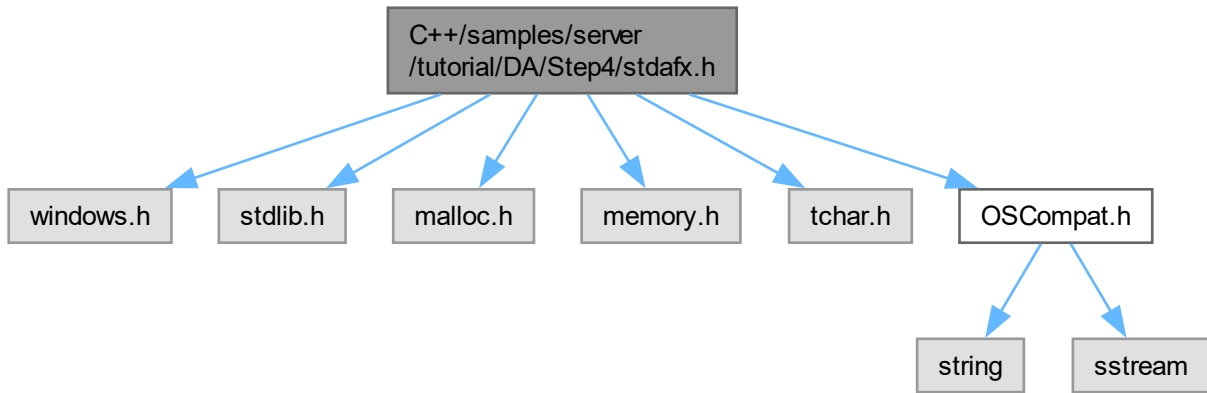 C++/samples/server
/tutorial/DA/Step4/stdafx.h
windows.h
stdlib.h
malloc.h
memory.h
tchar.h
OSCompat.h
string
sstream